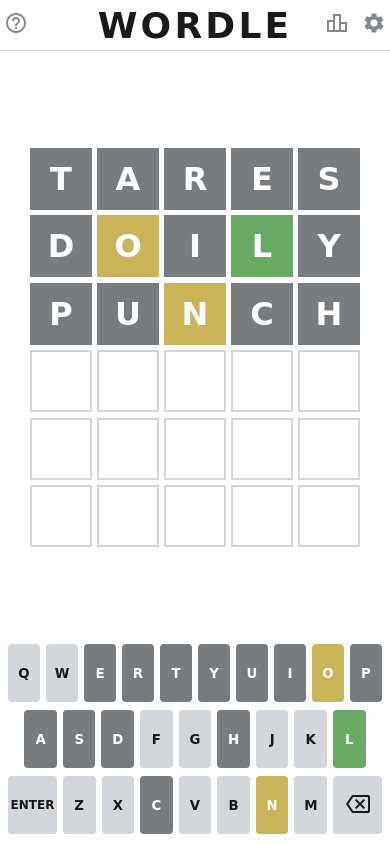 WORDLE
T A R E S
D O I L Y
P U N C H
Q W E R T Y U I O P
A S D F G H J K L
ENTER Z X C V B N M